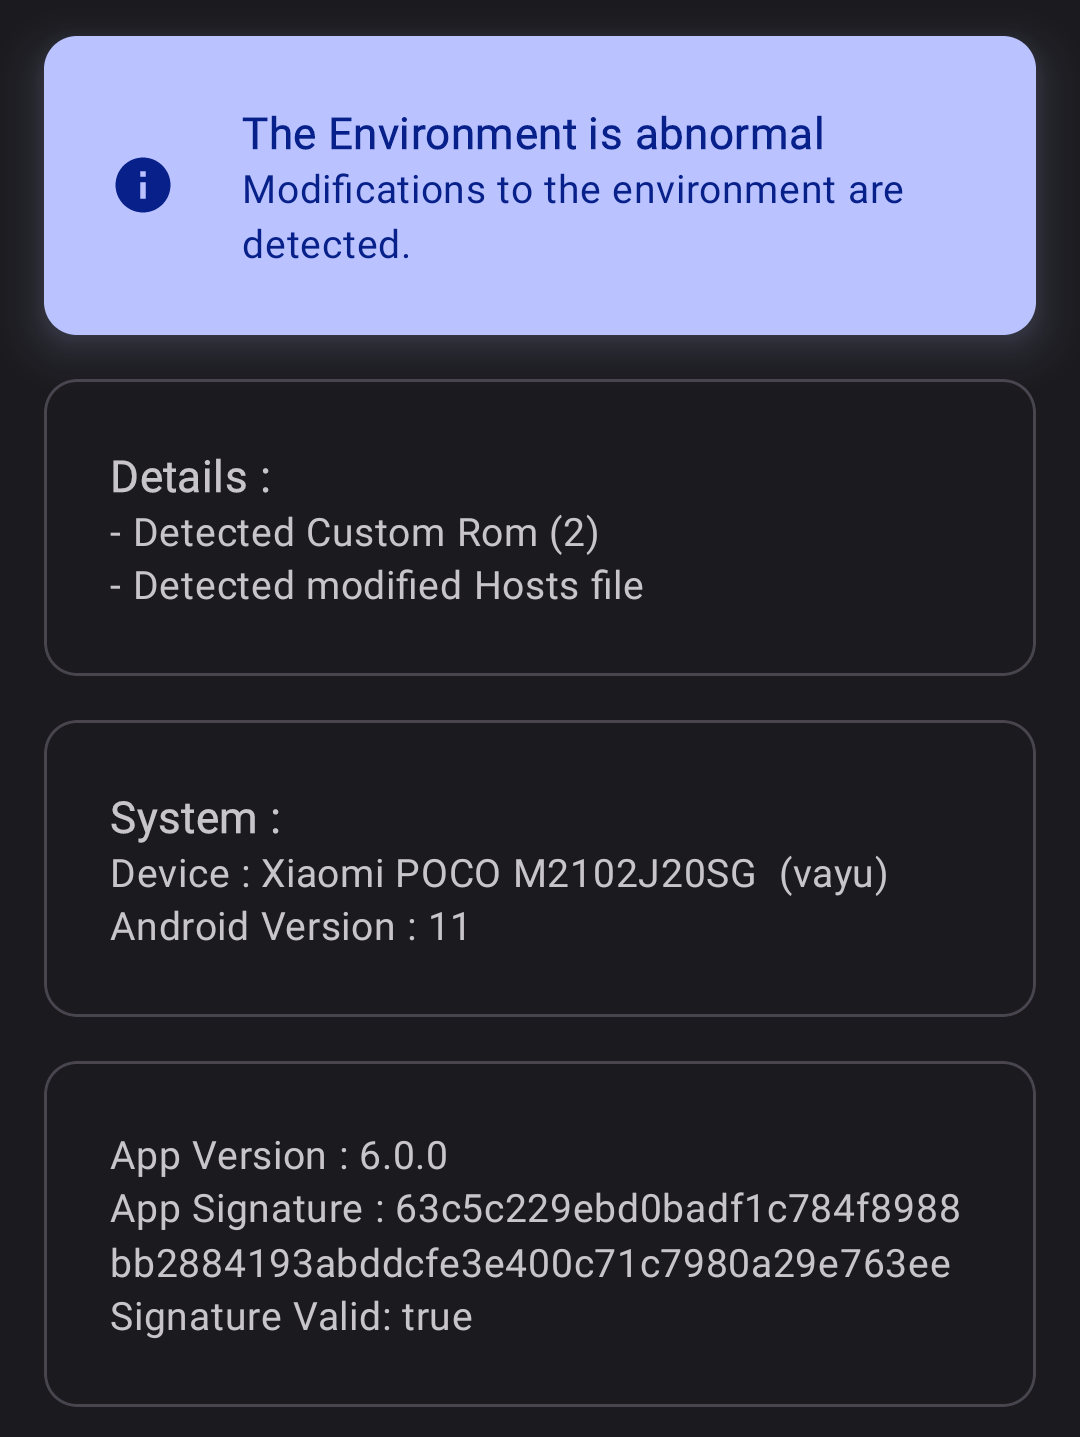 The Environment is abnormal
Modifications to the environment are
detected.
Details :
- Detected Custom Rom (2)
- Detected modified Hosts file
System :
Device : Xiaomi POCO M2102J20SG  (vayu)
Android Version : 11
App Version : 6.0.0
App Signature : 63c5c229ebd0badf1c784f8988
bb2884193abddcfe3e400c71c7980a29e763ee
Signature Valid: true